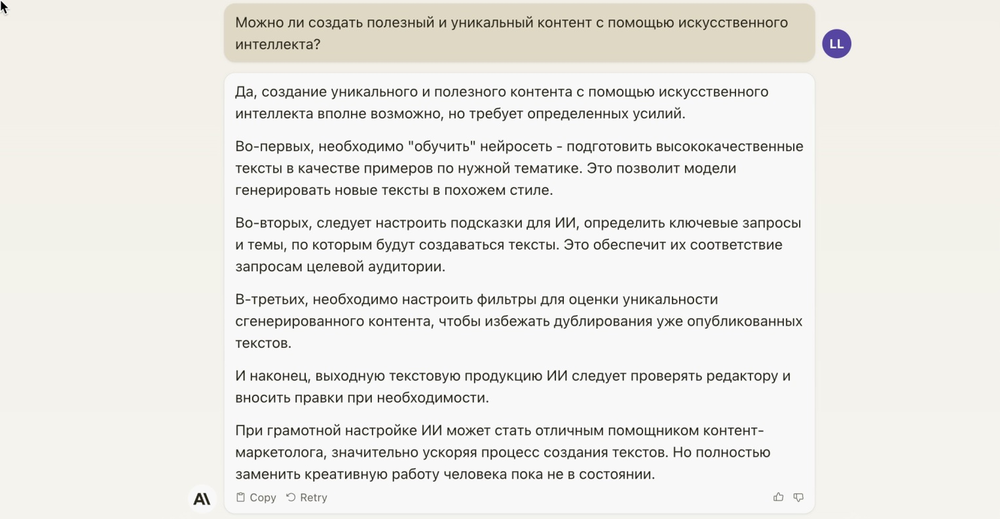 Можно ли создать полезный и уникальный контент с помощью искусственного
интеллекта?
LL
Да, создание уникального и полезного контента с помощью искусственного
интеллекта вполне возможно, но требует определенных усилий.
Во-первых, необходимо "обучить" нейросеть - подготовить высококачественные
тексты в качестве примеров по нужной тематике. Это позволит модели
генерировать новые тексты в похожем стиле.
Во-вторых, следует настроить подсказки для ИИ, определить ключевые запросы
и темы, по которым будут создаваться тексты. Это обеспечит их соответствие
запросам целевой аудитории.
В-третьих, необходимо настроить фильтры для оценки уникальности
сгенерированного контента, чтобы избежать дублирования уже опубликованных
текстов.
И наконец, выходную текстовую продукцию ИИ следует проверять редактору и
вносить правки при необходимости.
При грамотной настройке ИИ может стать отличным помощником контент-
маркетолога, значительно ускоряя процесс создания текстов. Но полностью
заменить креативную работу человека пока не в состоянии.
A\ Copy Retry